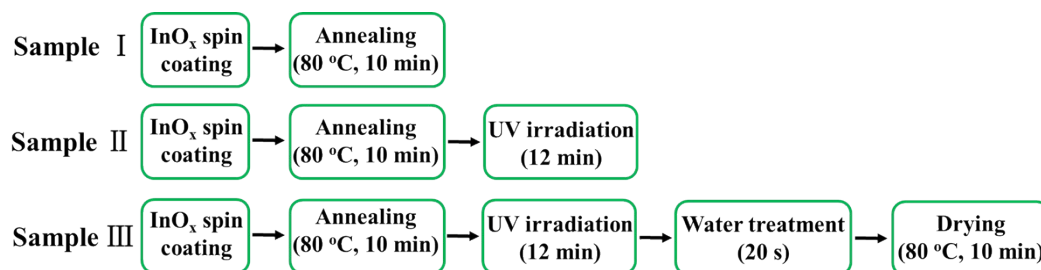 Sample Ⅰ
InOx spin
coating
Annealing
(80 °C, 10 min)
Sample Ⅱ
InOx spin
coating
Annealing
(80 °C, 10 min)
UV irradiation
(12 min)
Sample Ⅲ
InOx spin
coating
Annealing
(80 °C, 10 min)
UV irradiation
(12 min)
Water treatment
(20 s)
Drying
(80 °C, 10 min)